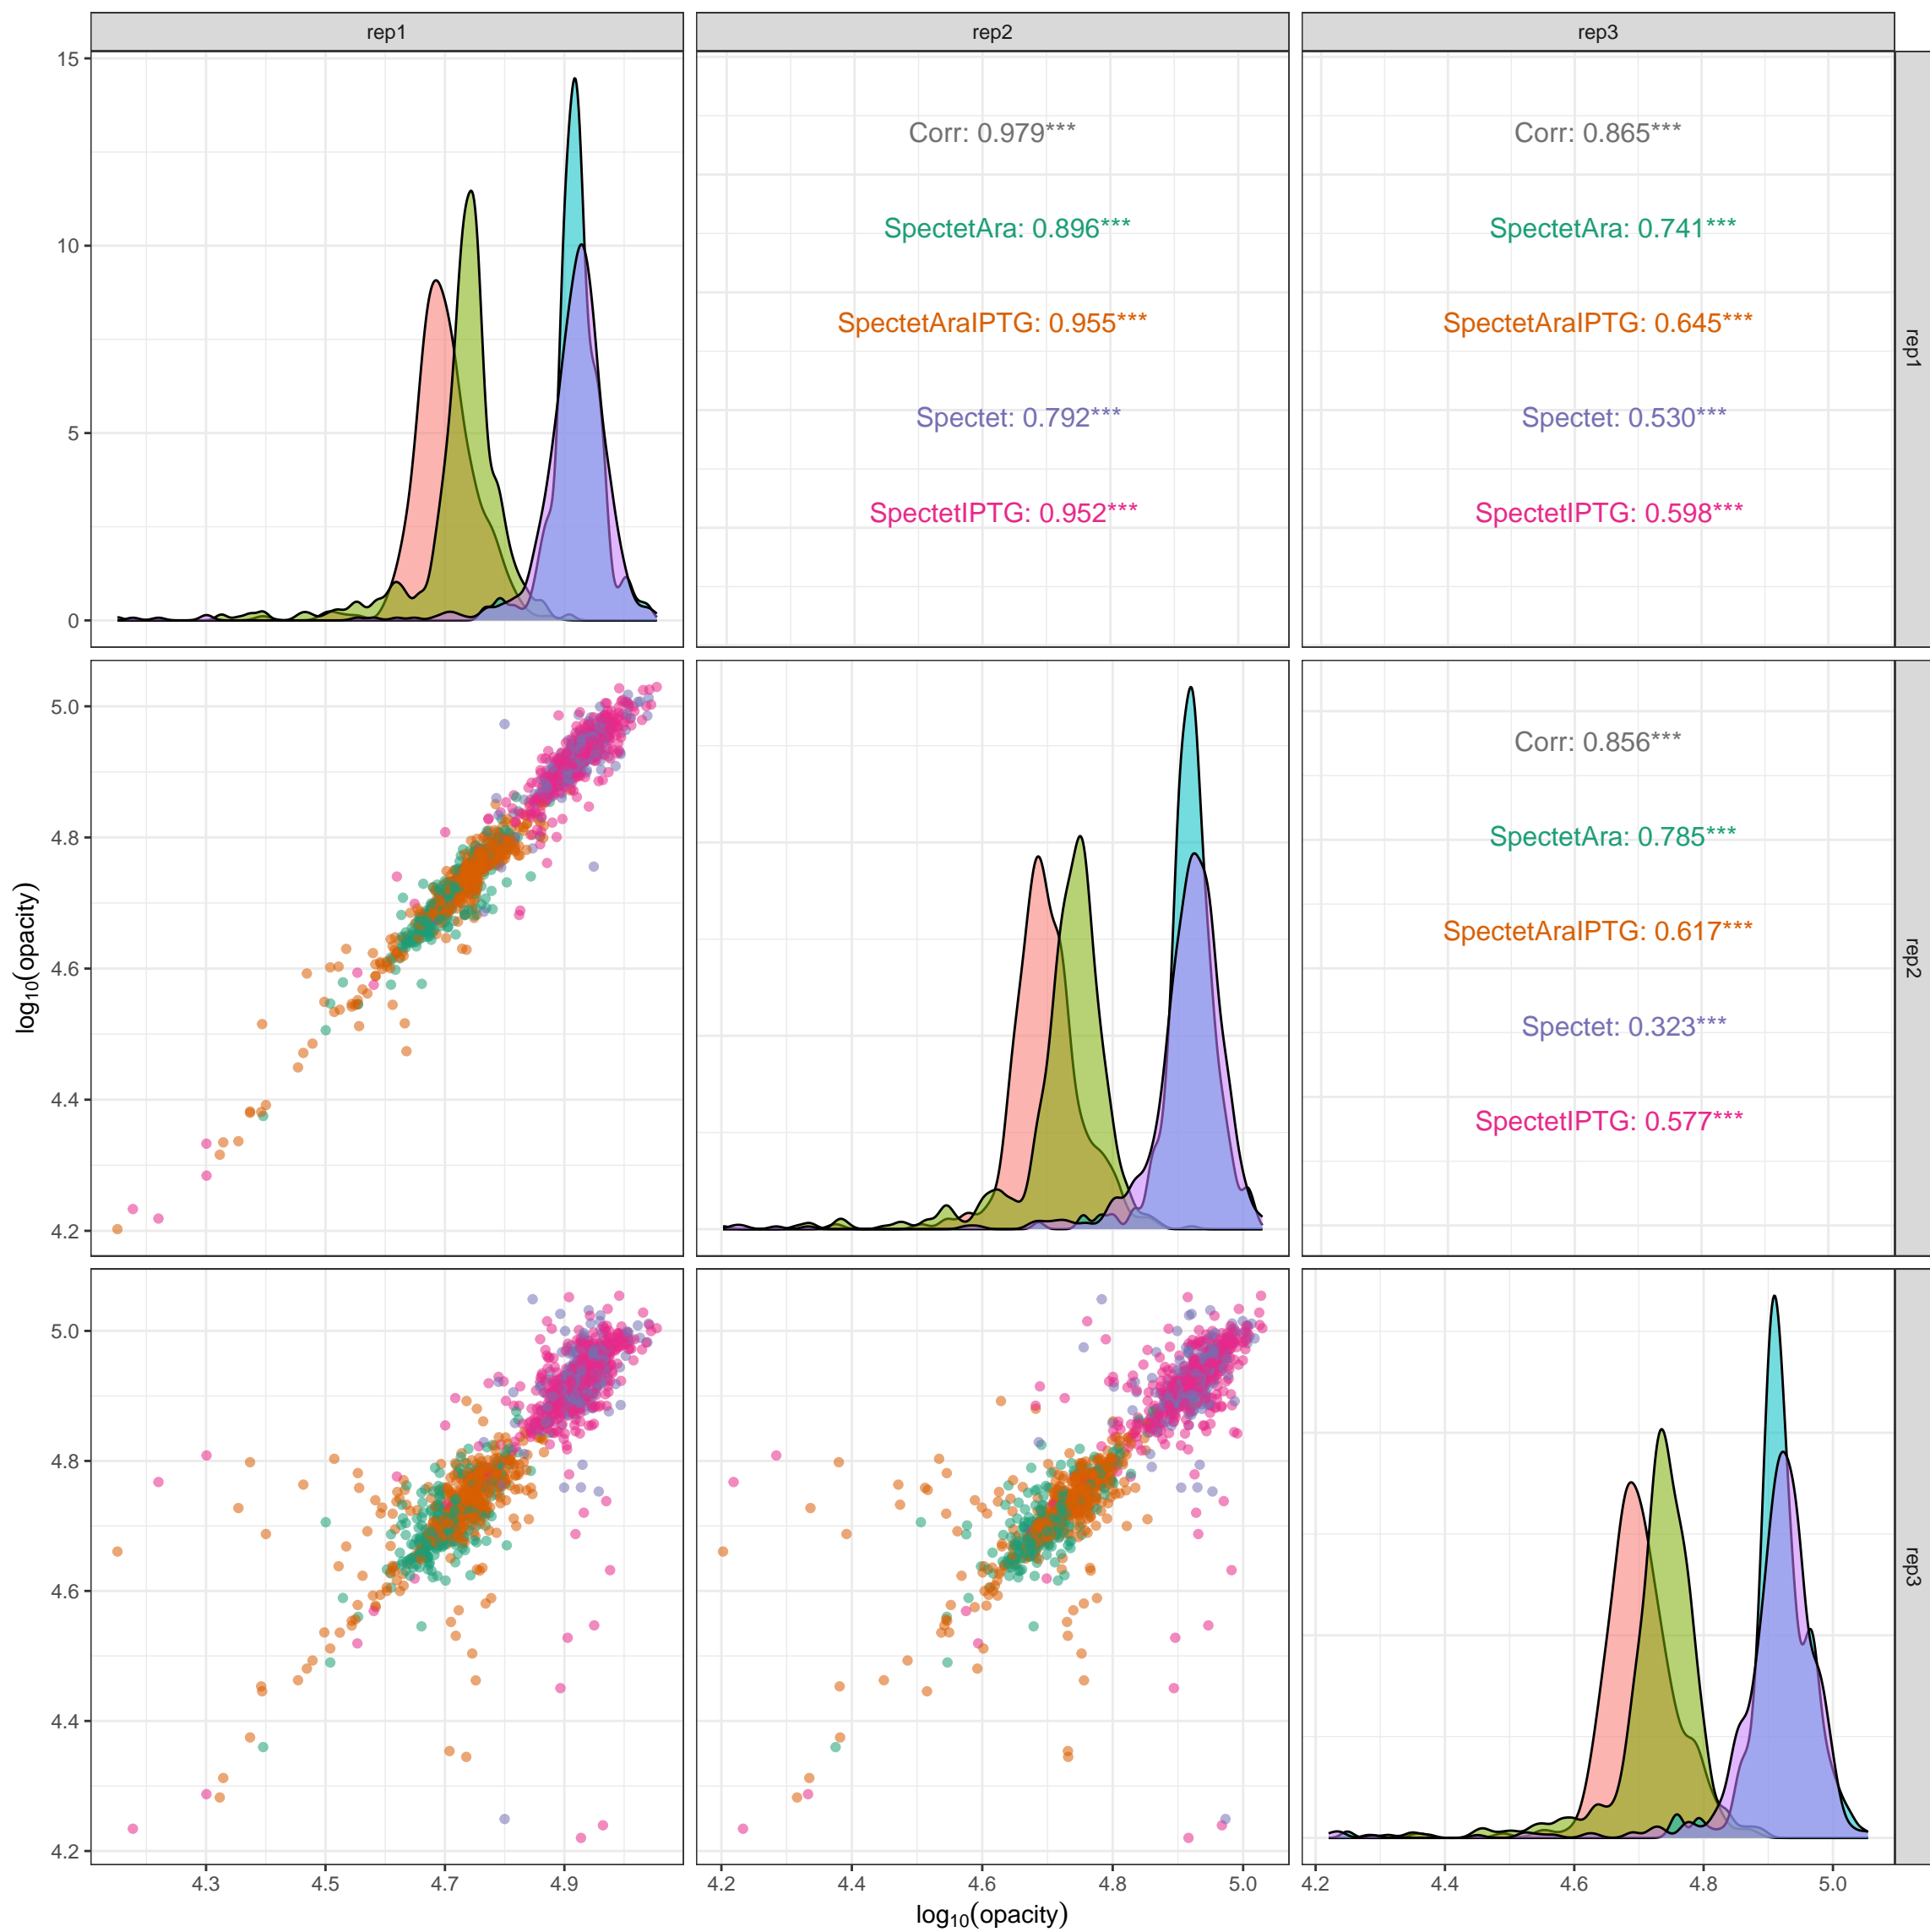 rep1
rep2
rep3
15
10
5
0
Corr: 0.979***
SpectetAra: 0.896***
SpectetAraIPTG: 0.955***
Spectet: 0.792***
SpectetIPTG: 0.952***
Corr: 0.865***
SpectetAra: 0.741***
SpectetAraIPTG: 0.645***
Spectet: 0.530***
SpectetIPTG: 0.598***
rep1
log10(opacity)
5.0
4.8
4.6
4.4
4.2
Corr: 0.856***
SpectetAra: 0.785***
SpectetAraIPTG: 0.617***
Spectet: 0.323***
SpectetIPTG: 0.577***
rep2
5.0
4.8
4.6
4.4
4.2
rep3
4.3 4.5 4.7 4.9
4.2 4.4 4.6 4.8 5.0
4.2 4.4 4.6 4.8 5.0
log10(opacity)